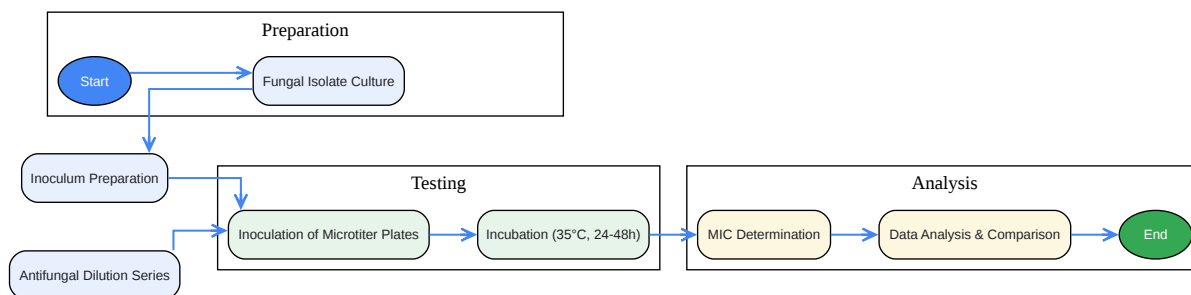 Preparation
Start
Fungal Isolate Culture
Inoculum Preparation
Antifungal Dilution Series
Testing
Inoculation of Microtiter Plates
Incubation (35°C, 24-48h)
Analysis
MIC Determination
Data Analysis & Comparison
End